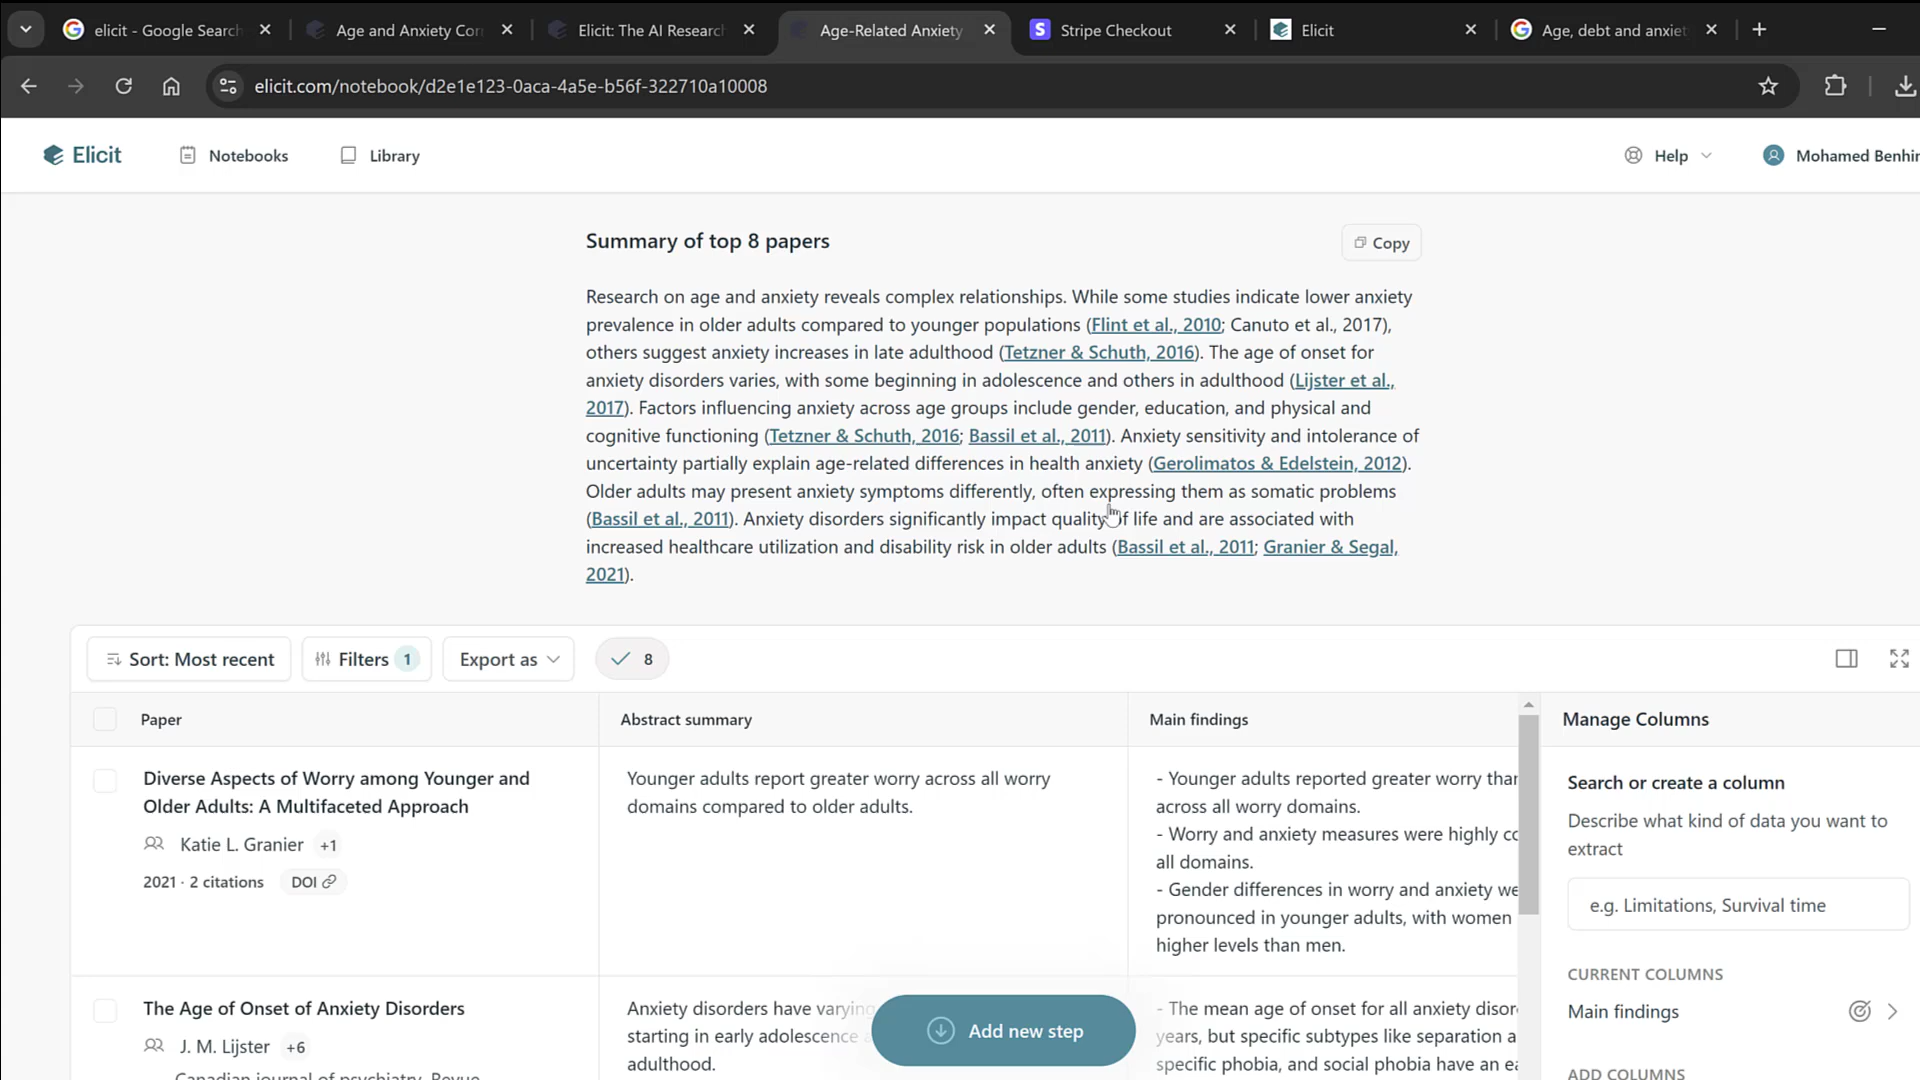 elicit - Google Search
Age and Anxiety Cor
Elicit: The AI Research
Age-Related Anxiety
Stripe Checkout
Elicit
Age, debt and anxiet
elicit.com/notebook/d2e1e123-0aca-4a5e-b56f-322710a10008
Elicit
Notebooks
Library
Help
Mohamed Benhin
Summary of top 8 papers
Copy
Research on age and anxiety reveals complex relationships. While some studies indicate lower anxiety
prevalence in older adults compared to younger populations (Flint et al., 2010; Canuto et al., 2017),
others suggest anxiety increases in late adulthood (Tetzner & Schuth, 2016). The age of onset for
anxiety disorders varies, with some beginning in adolescence and others in adulthood (Lijster et al.,
2017). Factors influencing anxiety across age groups include gender, education, and physical and
cognitive functioning (Tetzner & Schuth, 2016; Bassil et al., 2011). Anxiety sensitivity and intolerance of
uncertainty partially explain age-related differences in health anxiety (Gerolimatos & Edelstein, 2012).
Older adults may present anxiety symptoms differently, often expressing them as somatic problems
(Bassil et al., 2011). Anxiety disorders significantly impact quality of life and are associated with
increased healthcare utilization and disability risk in older adults (Bassil et al., 2011; Granier & Segal,
2021).
Sort: Most recent
Filters 1
Export as
8
Paper
Abstract summary
Main findings
Manage Columns
Diverse Aspects of Worry among Younger and
Older Adults: A Multifaceted Approach
Katie L. Granier +1
2021 · 2 citations DOI
Younger adults report greater worry across all worry
domains compared to older adults.
- Younger adults reported greater worry than
across all worry domains.
- Worry and anxiety measures were highly co
all domains.
- Gender differences in worry and anxiety we
pronounced in younger adults, with women
higher levels than men.
Search or create a column
Describe what kind of data you want to
extract
e.g. Limitations, Survival time
CURRENT COLUMNS
Main findings
ADD COLUMNS
The Age of Onset of Anxiety Disorders
J. M. Lijster +6
Canadian journal of psychiatry. Revue
Anxiety disorders have varying
starting in early adolescence
adulthood.
- The mean age of onset for all anxiety disor
years, but specific subtypes like separation a
specific phobia, and social phobia have an ea
Add new step